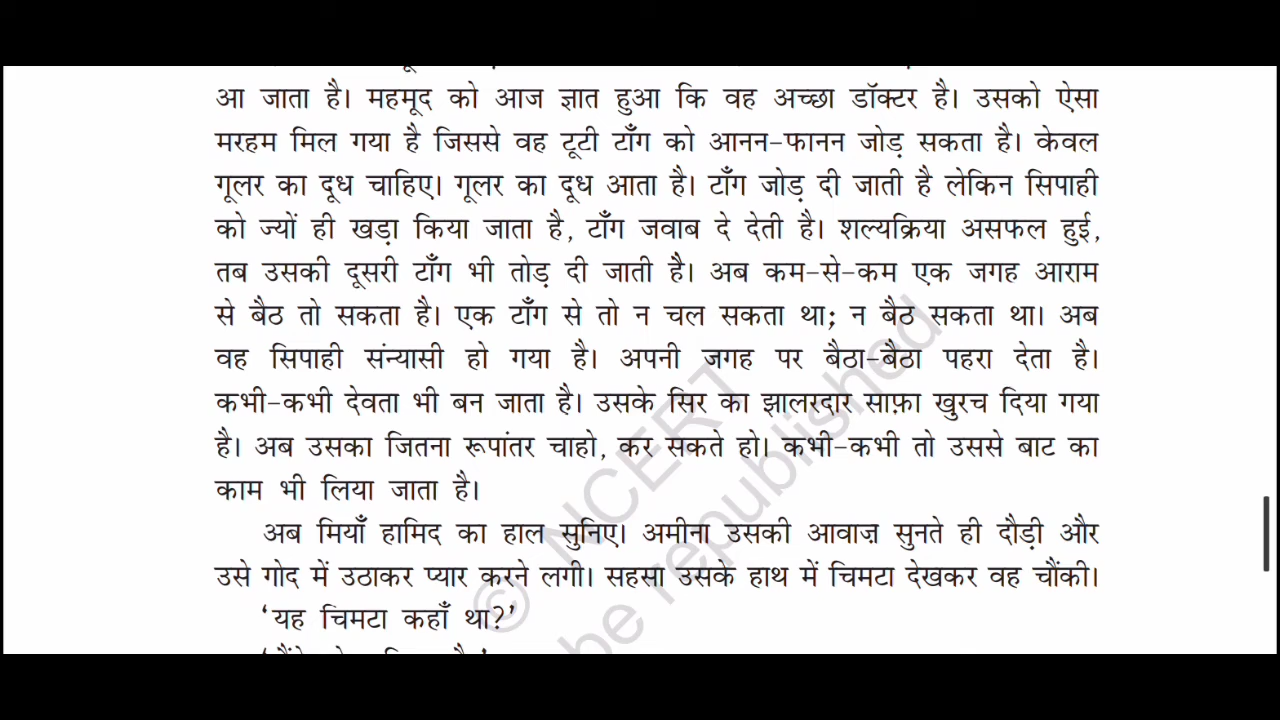 आ जाता है। महमूद को आज ज्ञात हुआ कि वह अच्छा डॉक्टर है। उसको ऐसा
मरहम मिल गया है जिससे वह टूटी टाँग को आनन-फानन जोड़ सकता है। केवल
गूलर का दूध चाहिए। गूलर का दूध आता है। टाँग जोड़ दी जाती है लेकिन सिपाही
को ज्यों ही खड़ा किया जाता है, टाँग जवाब दे देती है। शल्यक्रिया असफल हुई,
तब उसकी दूसरी टाँग भी तोड़ दी जाती है। अब कम-से-कम एक जगह आराम
से बैठ तो सकता है। एक टाँग से तो न चल सकता था; न बैठ सकता था। अब
वह सिपाही संन्यासी हो गया है। अपनी जगह पर बैठा-बैठा पहरा देता है।
कभी-कभी देवता भी बन जाता है। उसके सिर का झालरदार साफ़ा खुरच दिया गया
है। अब उसका जितना रूपांतर चाहो, कर सकते हो। कभी-कभी तो उससे बाट का
काम भी लिया जाता है।
अब मियाँ हामिद का हाल सुनिए। अमीना उसकी आवाज़ सुनते ही दौड़ी और
उसे गोद में उठाकर प्यार करने लगी। सहसा उसके हाथ में चिमटा देखकर वह चौंकी।
‘यह चिमटा कहाँ था?’
© NCERT
be republished